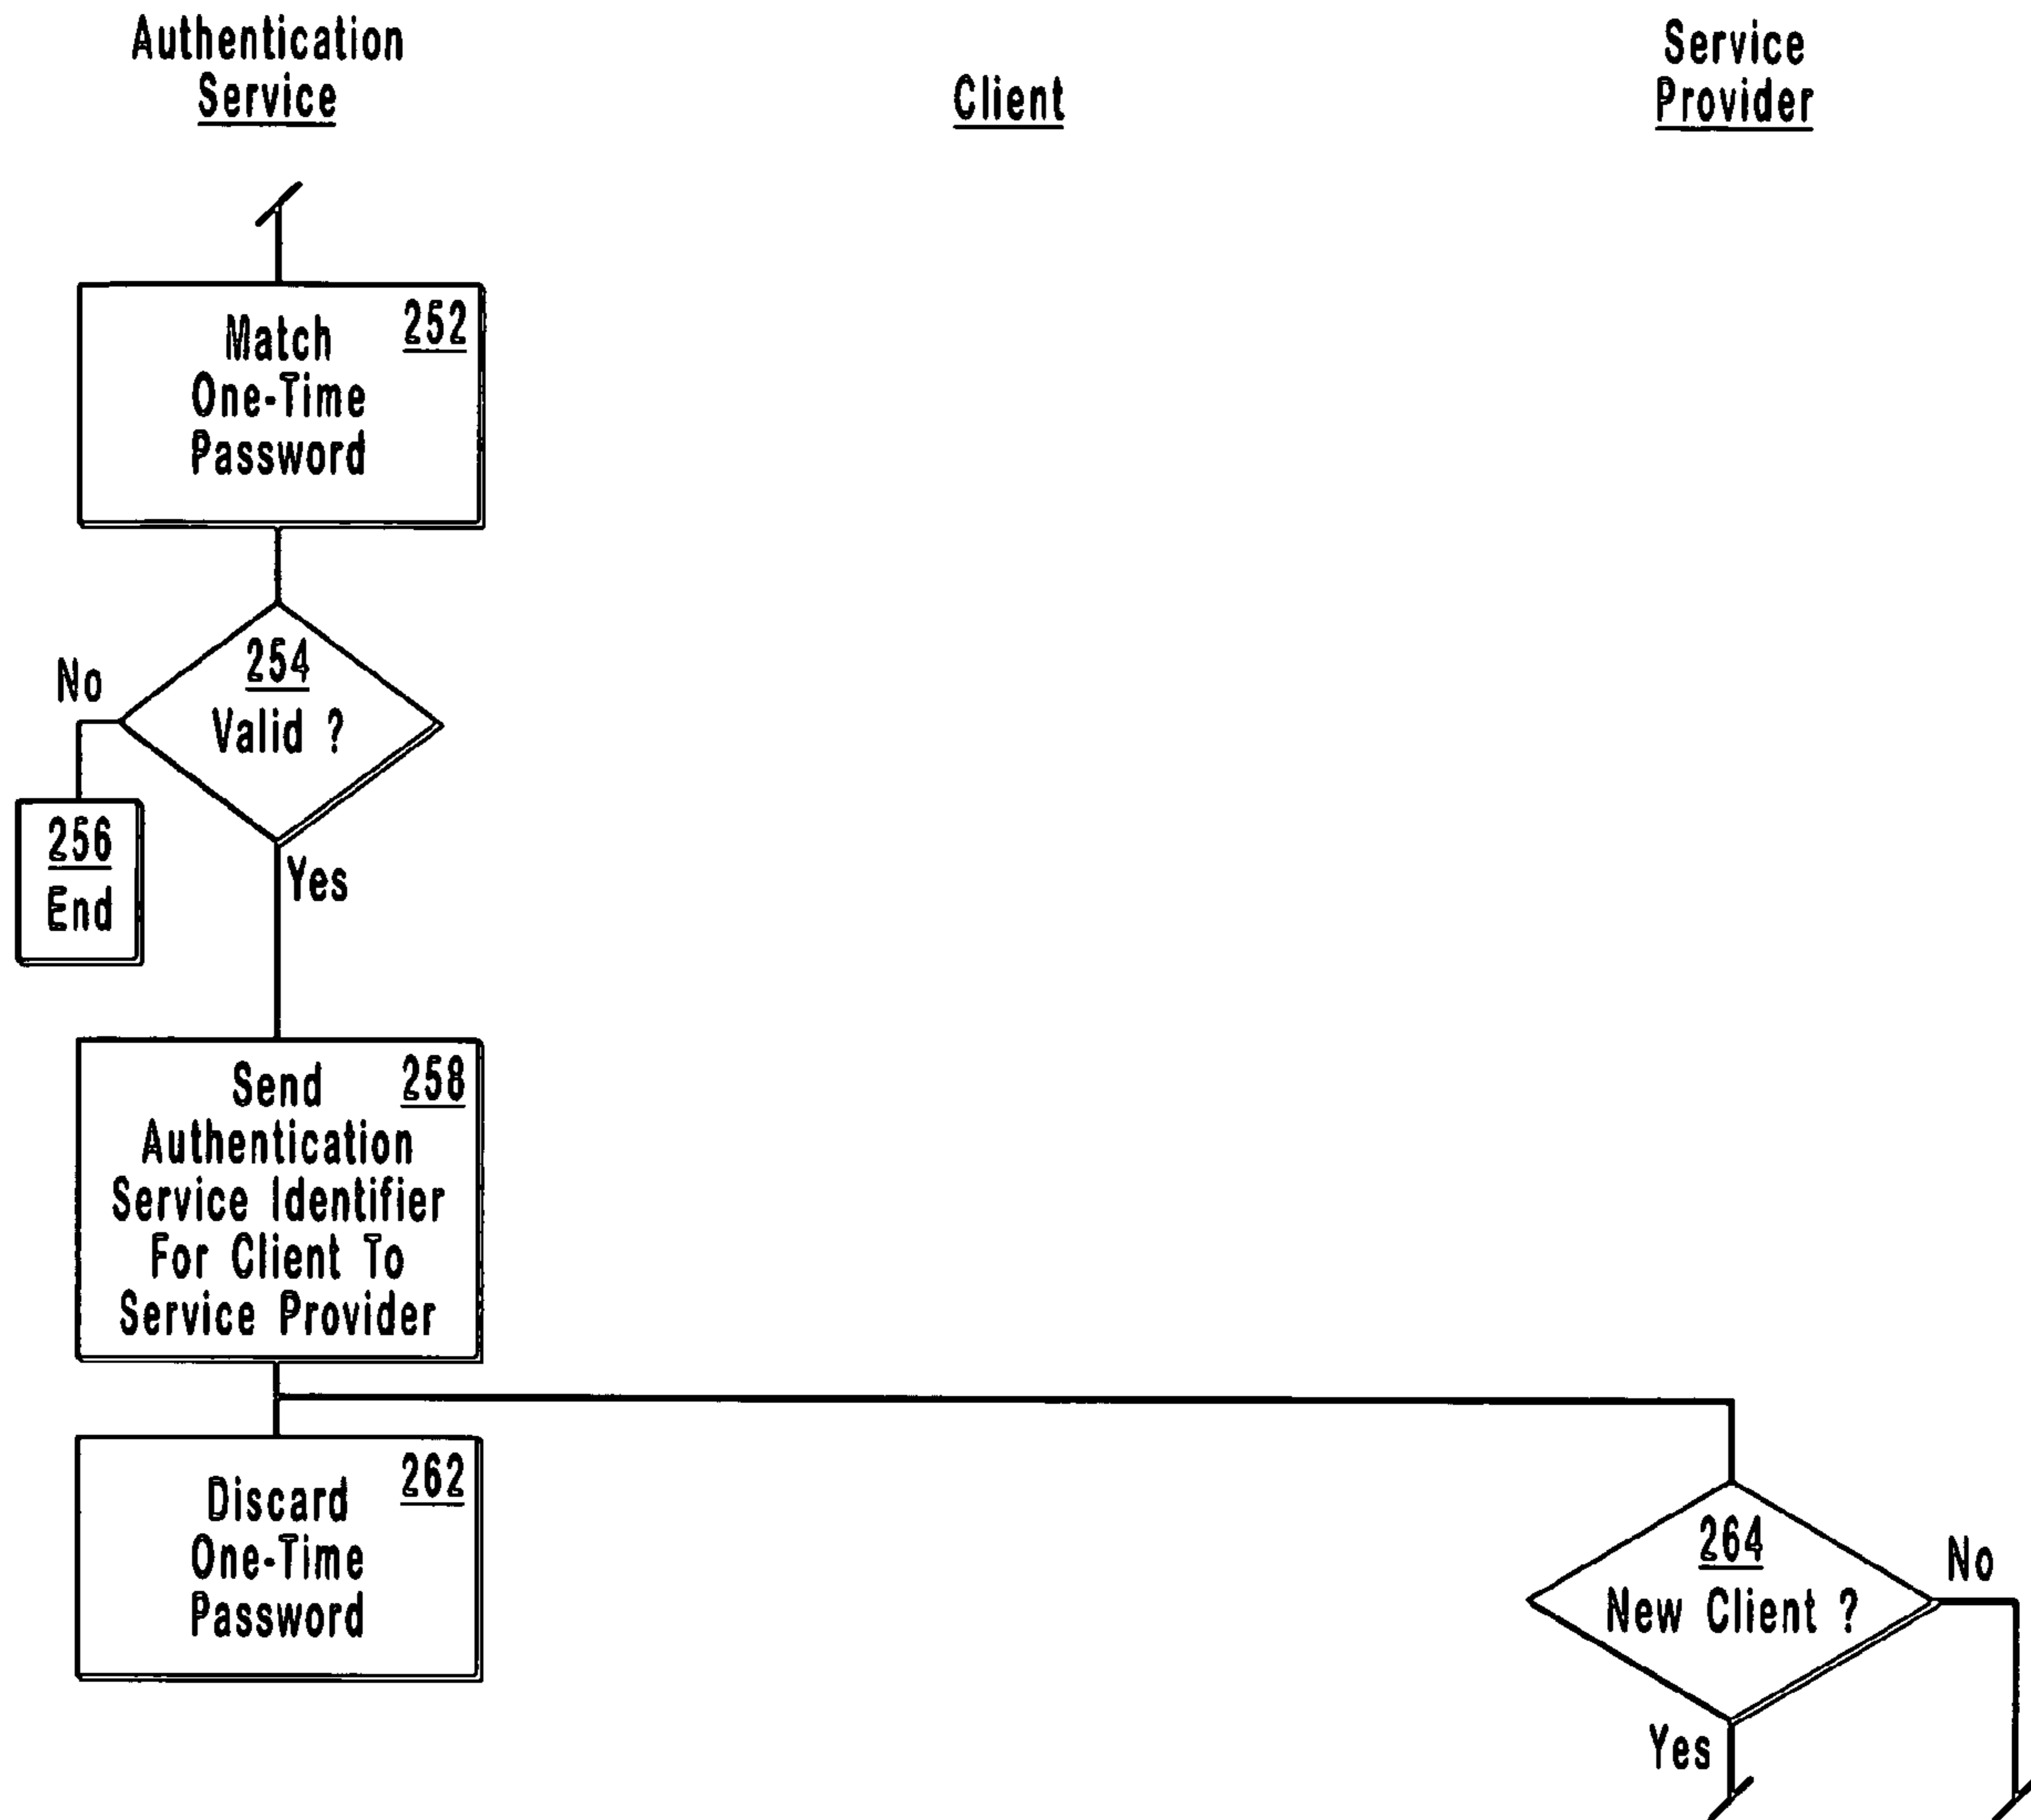 Authentication
Service
Client
Service
Provider
252
Match
One-Time
Password
254
Valid ?
No
Yes
256
End
258
Send
Authentication
Service Identifier
For Client To
Service Provider
262
Discard
One-Time
Password
264
New Client ?
No
Yes